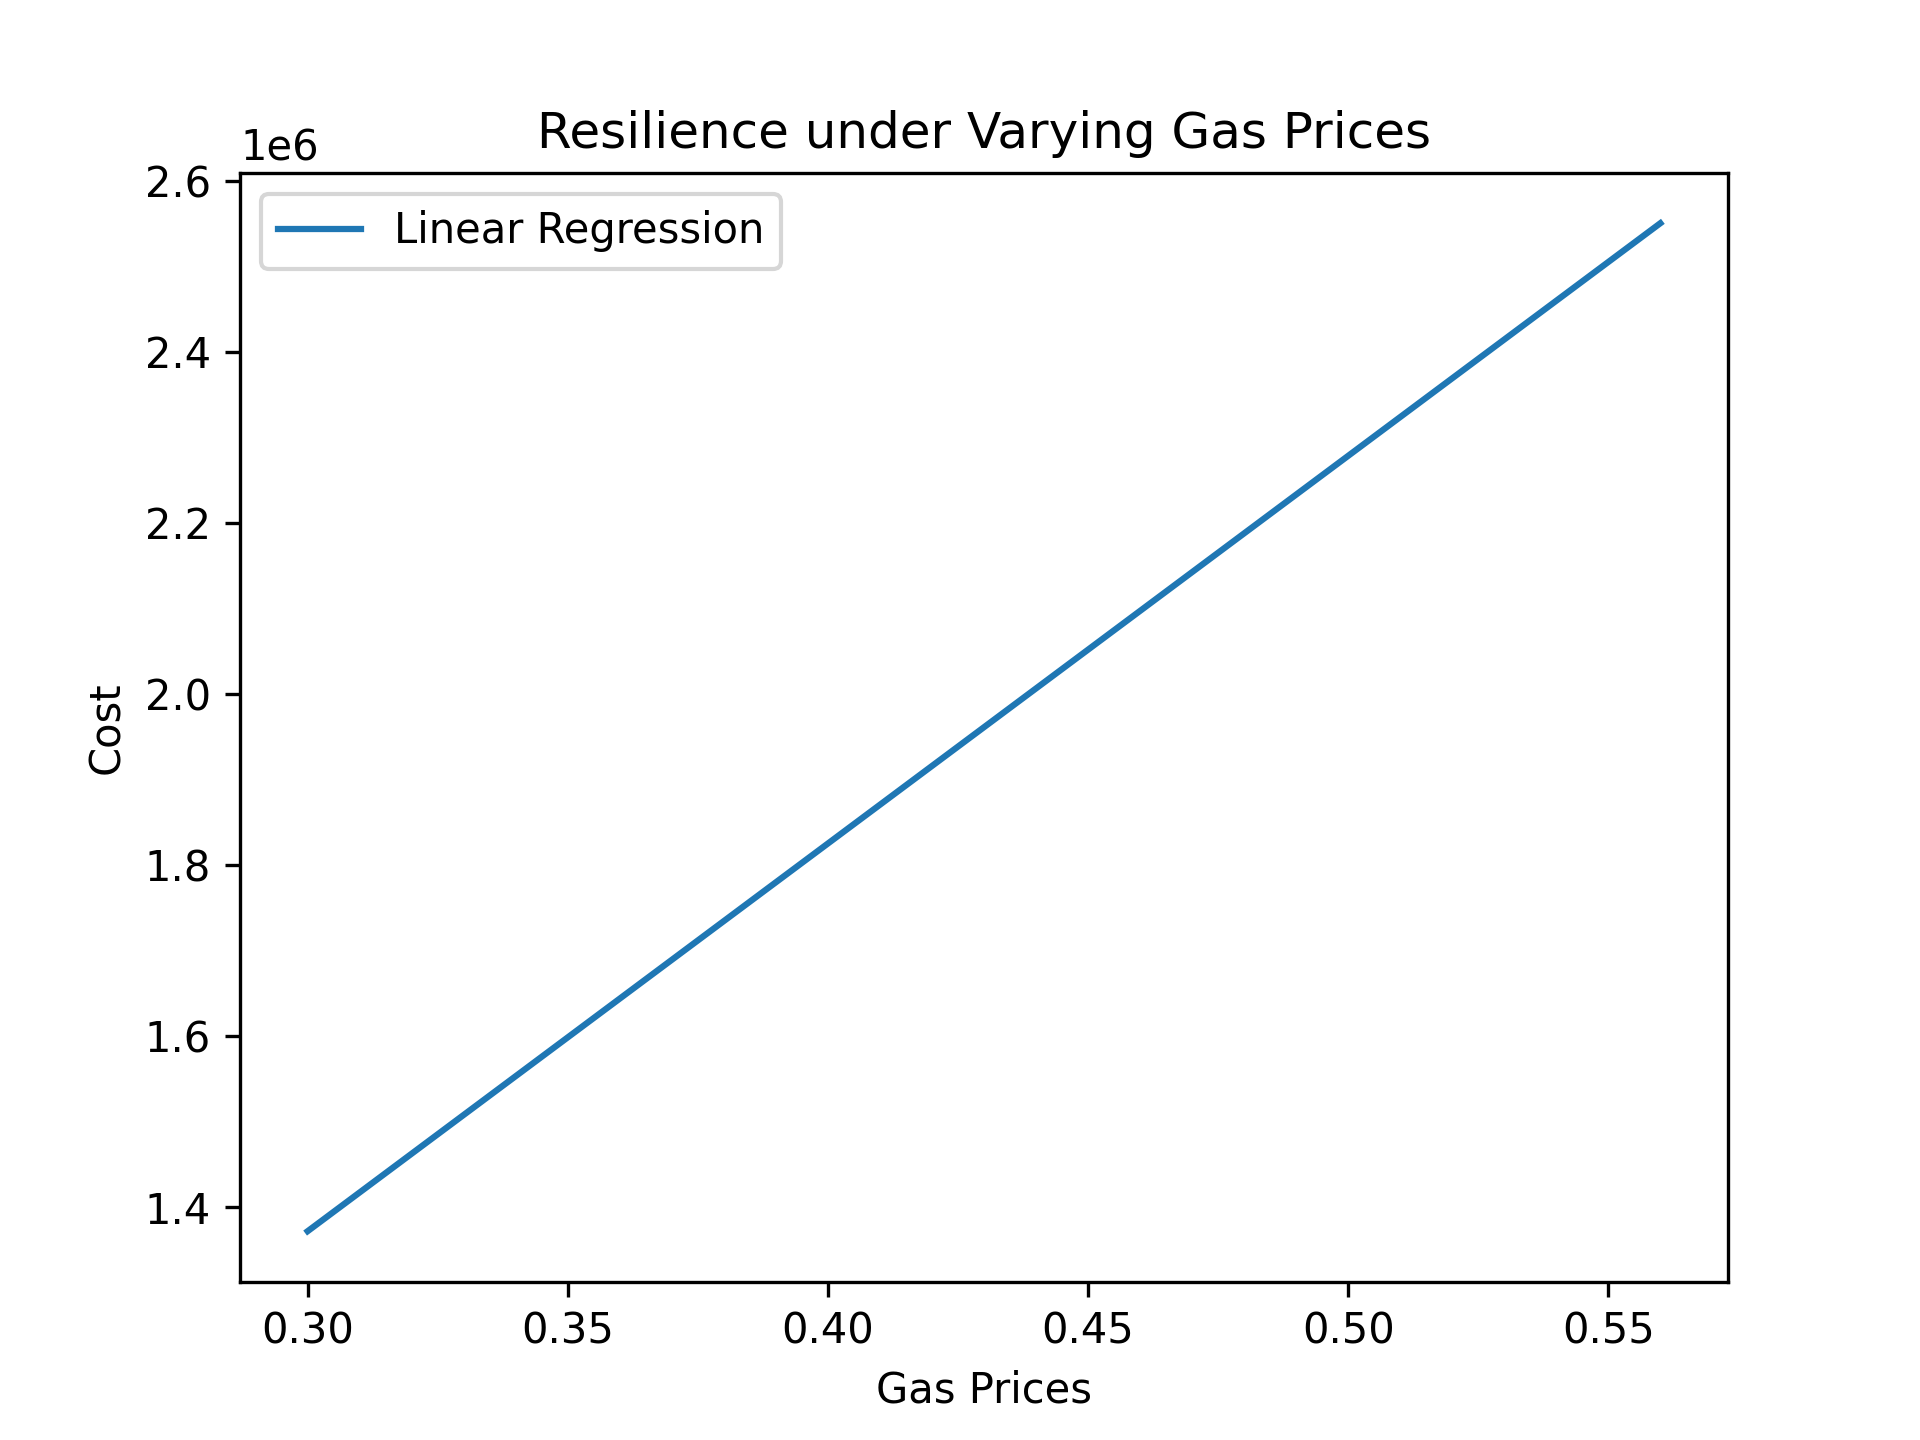 Resilience under Varying Gas Prices
1e6
2.6
2.4
2.2
2.0
1.8
1.6
1.4
Cost
Linear Regression
0.30 0.35 0.40 0.45 0.50 0.55
Gas Prices